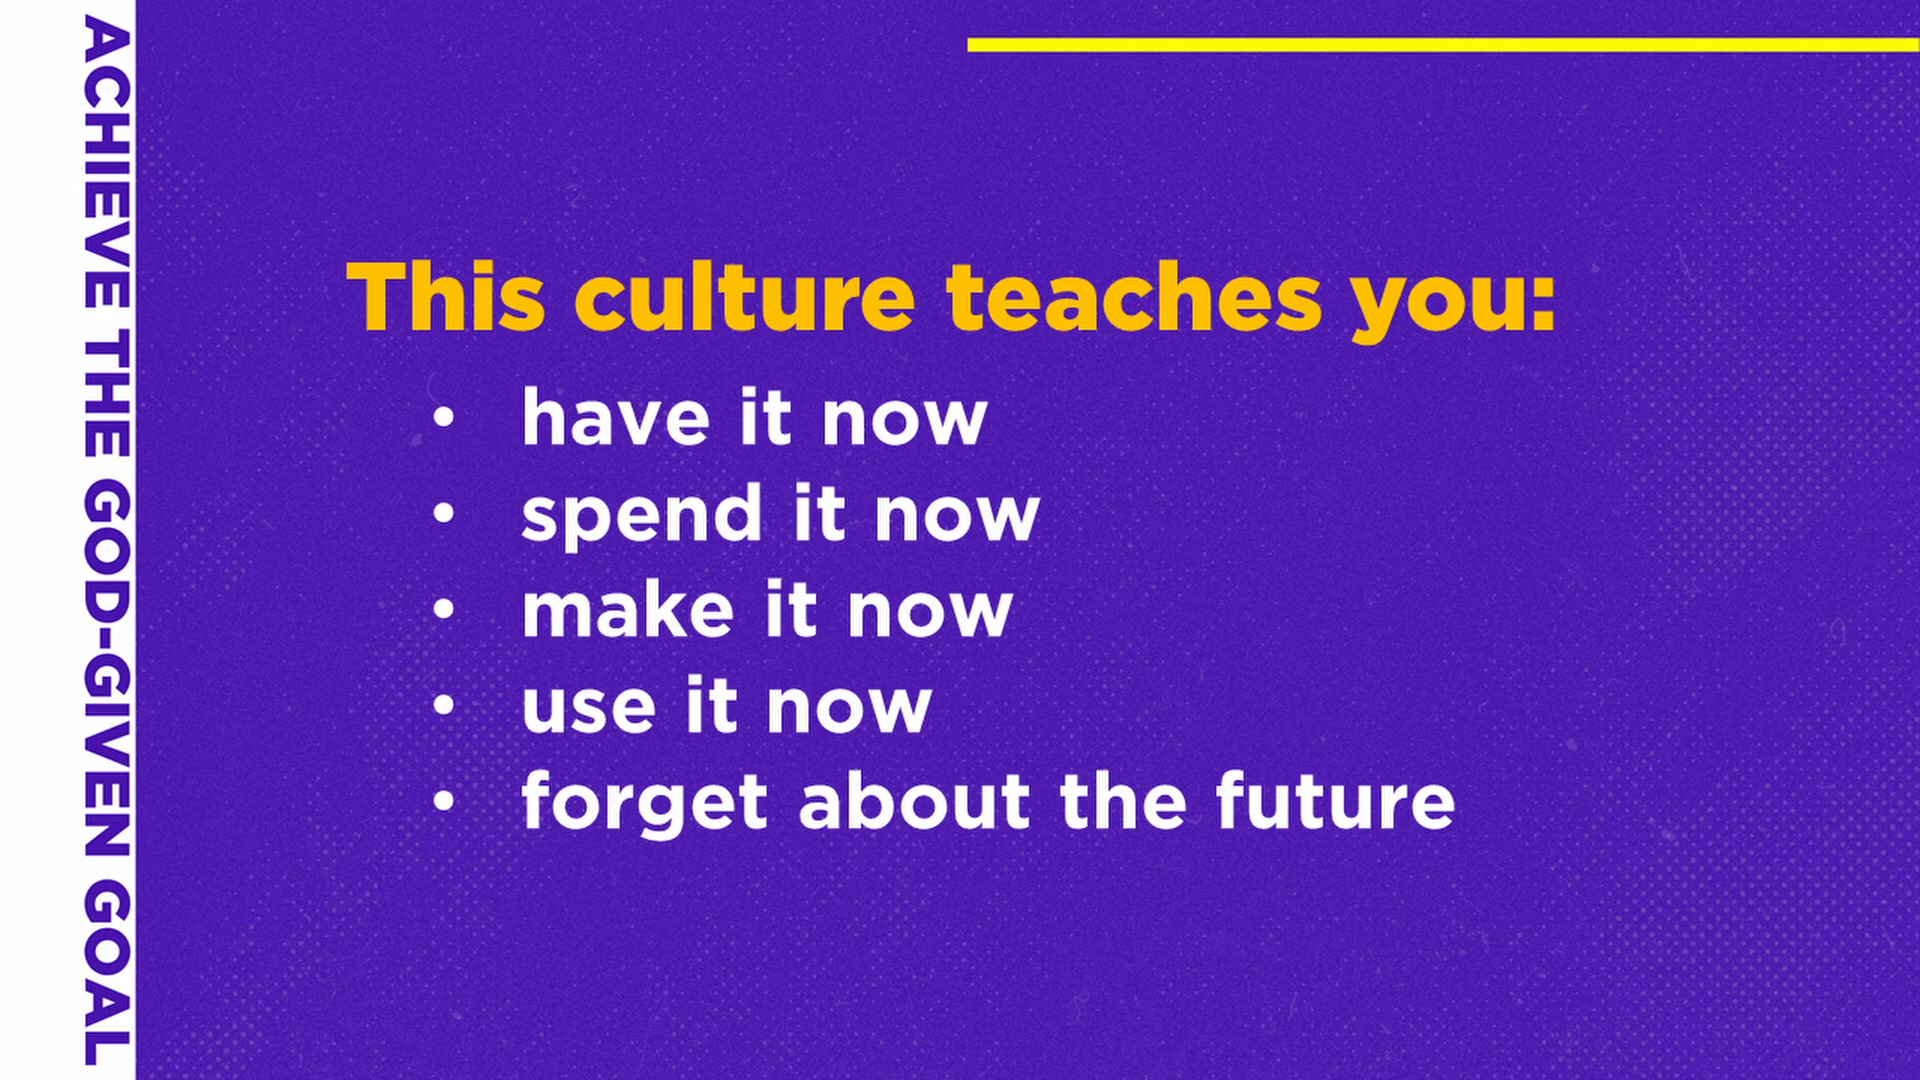 ACHIEVE THE GOD-GIVEN GOAL
This culture teaches you:
• have it now
• spend it now
• make it now
• use it now
• forget about the future